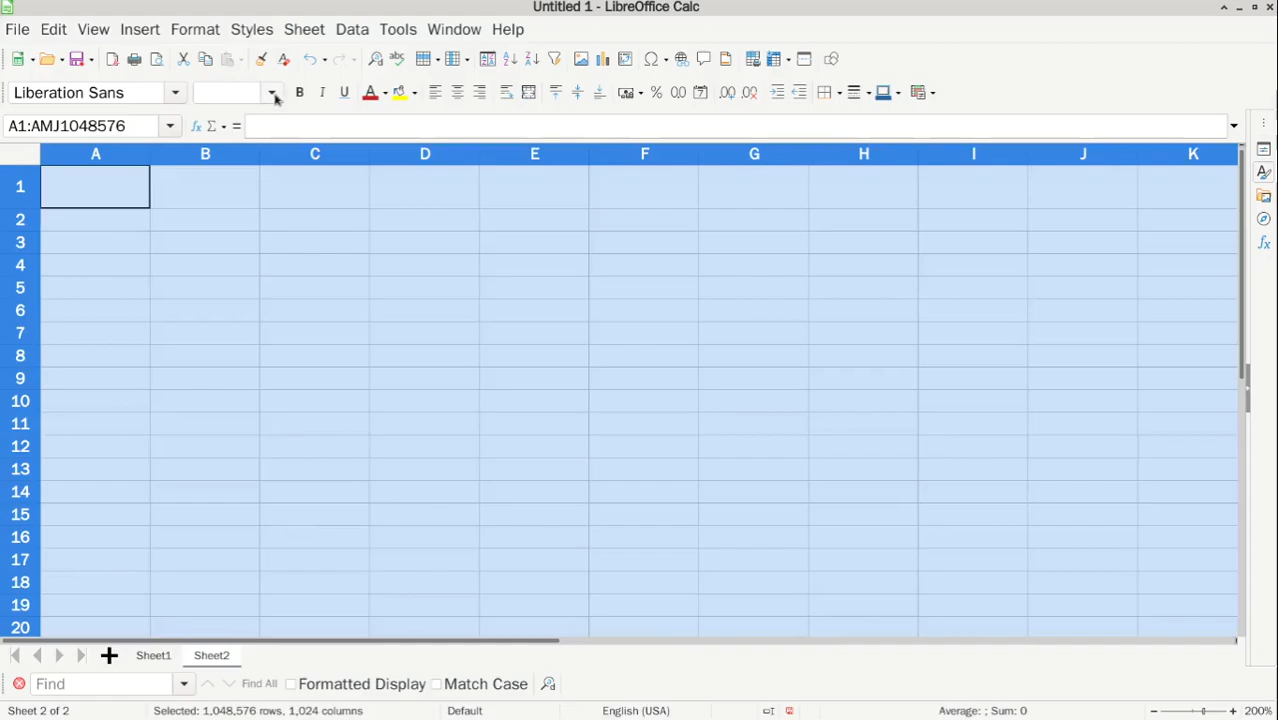 Untitled 1 - LibreOffice Calc
File Edit View Insert Format Styles Sheet Data Tools Window Help
Liberation Sans
A1:AMJ1048576
A B C D E F G H I J K
1
2
3
4
5
6
7
8
9
10
11
12
13
14
15
16
17
18
19
20
Sheet1 Sheet2
Find Find All Formatted Display Match Case
Sheet 2 of 2 Selected: 1,048,576 rows, 1,024 columns Default English (USA) Average: ; Sum: 0 200%